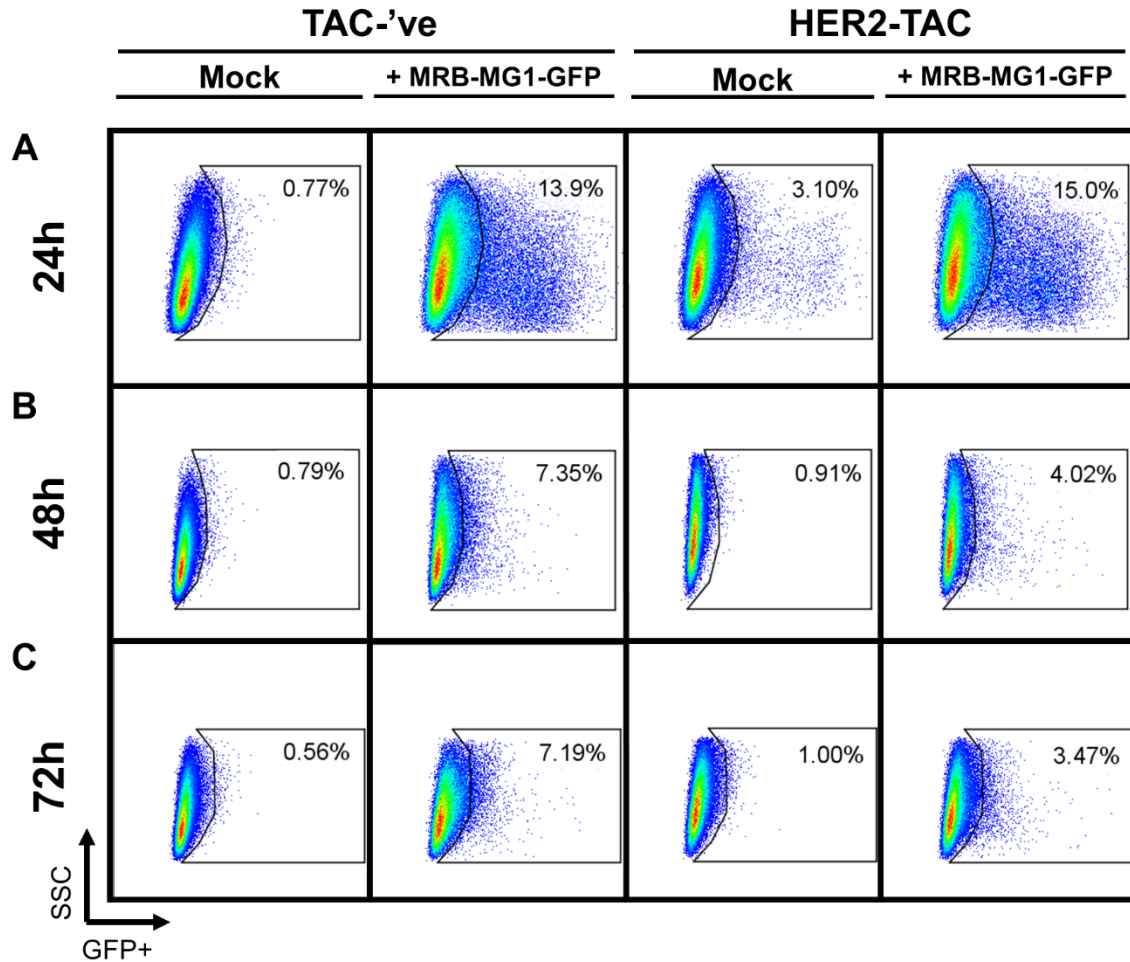 TAC-'ve HER2-TAC
Mock + MRB-MG1-GFP Mock + MRB-MG1-GFP
A
24h
0.77% 13.9% 3.10% 15.0%
B
48h
0.79% 7.35% 0.91% 4.02%
C
72h
0.56% 7.19% 1.00% 3.47%
SSC
GFP+